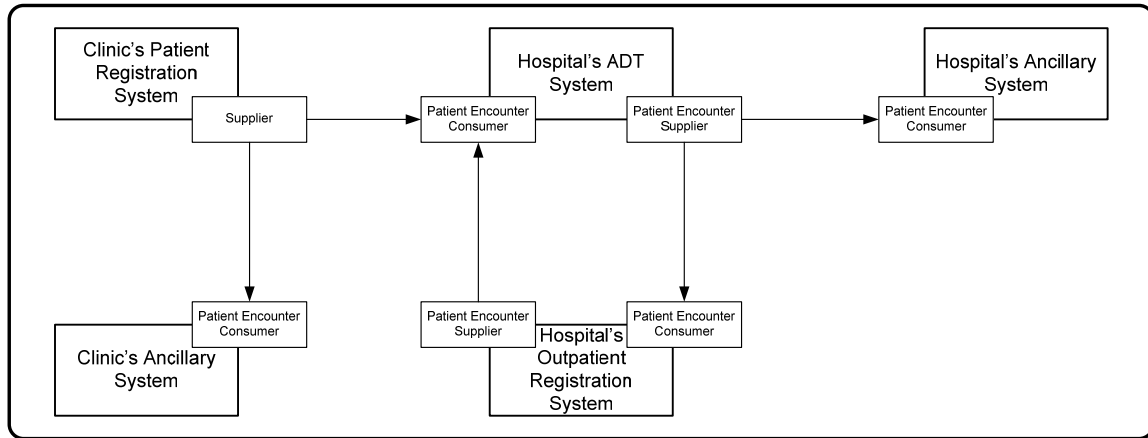 Clinic's Patient
Registration
System
Supplier
Patient Encounter
Consumer
Hospital's ADT
System
Patient Encounter
Supplier
Patient Encounter
Consumer
Hospital's Ancillary
System
Patient Encounter
Consumer
Clinic's Ancillary
System
Patient Encounter
Supplier
Hospital's
Outpatient
Registration
System
Patient Encounter
Consumer